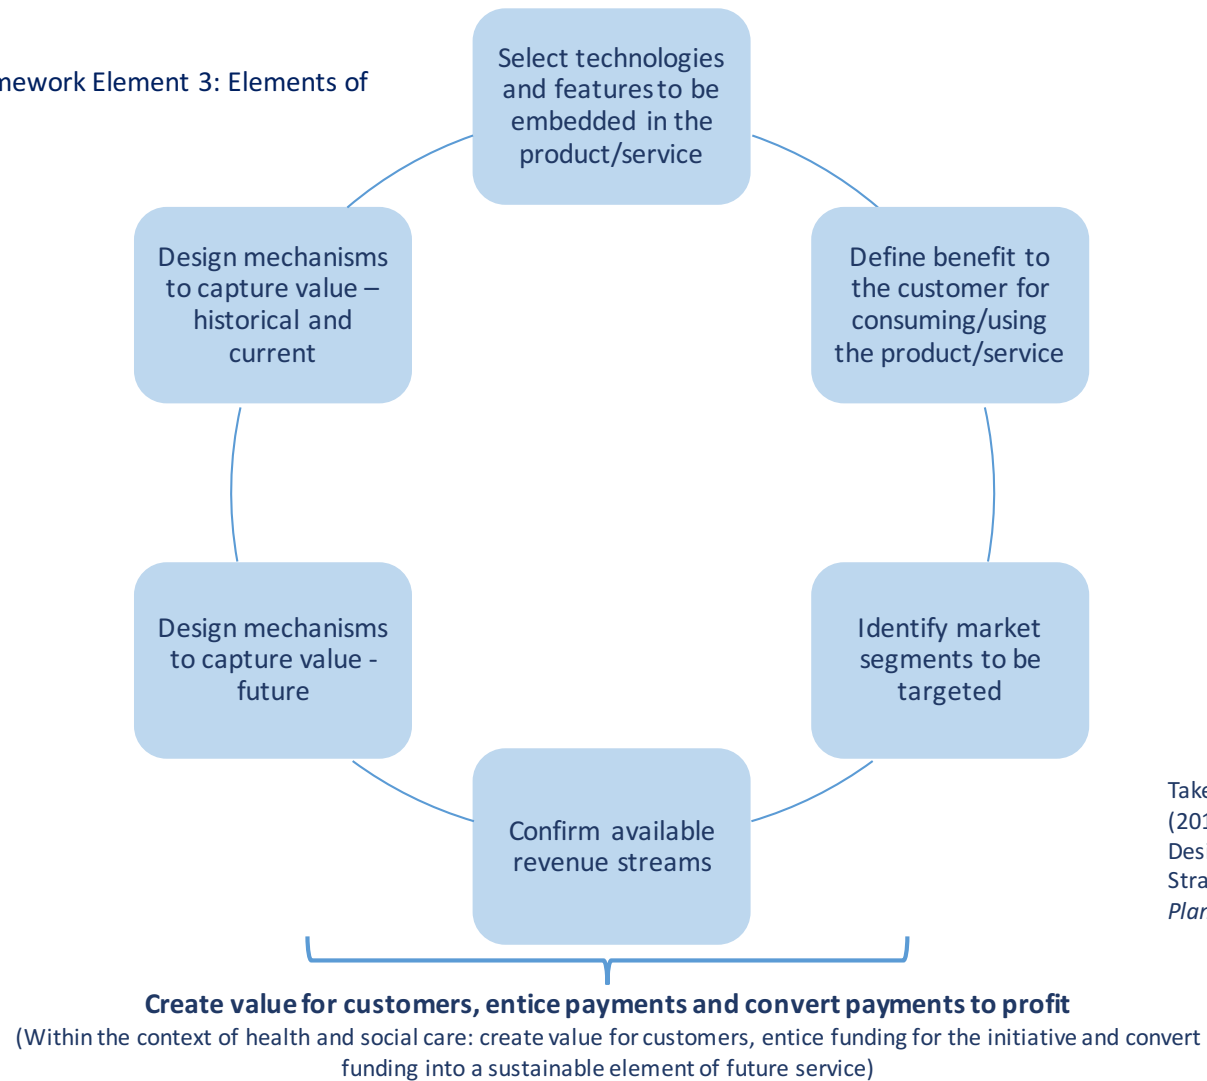 Element 3: Elements of
Select technologies
and features to be
embedded in the
product/service
Define benefit to
the customer for
consuming/using
the product/service
Identify market
segments to be
targeted
Confirm available
revenue streams
Design mechanisms
to capture value -
future
Design mechanisms
to capture value –
historical and
current
Create value for customers, entice payments and convert payments to profit
(Within the context of health and social care: create value for customers, entice funding for the initiative and convert
funding into a sustainable element of future service)